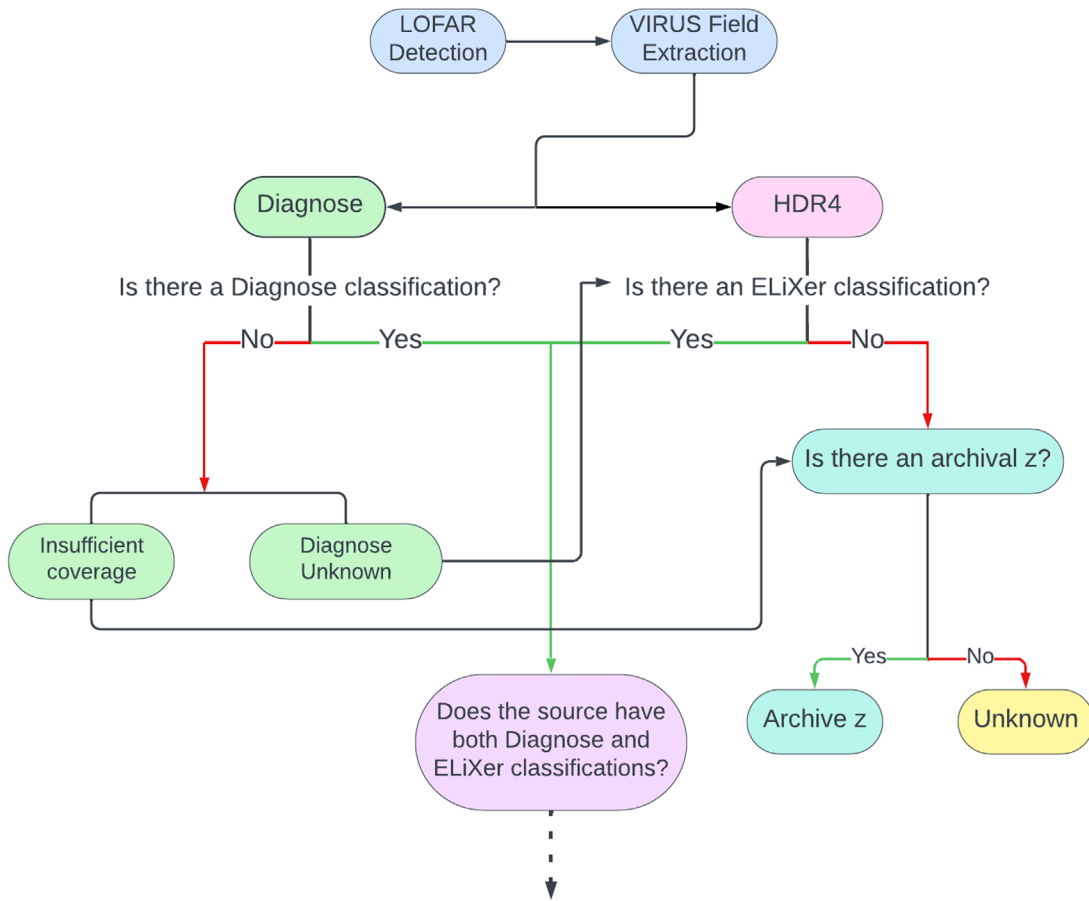 LOFAR
Detection
VIRUS Field
Extraction
Diagnose
HDR4
Is there a Diagnose classification?
Is there an ELiXer classification?
No
Yes
Yes
No
Is there an archival z?
Insufficient
coverage
Diagnose
Unknown
Yes
No
Does the source have
both Diagnose and
ELiXer classifications?
Archive z
Unknown